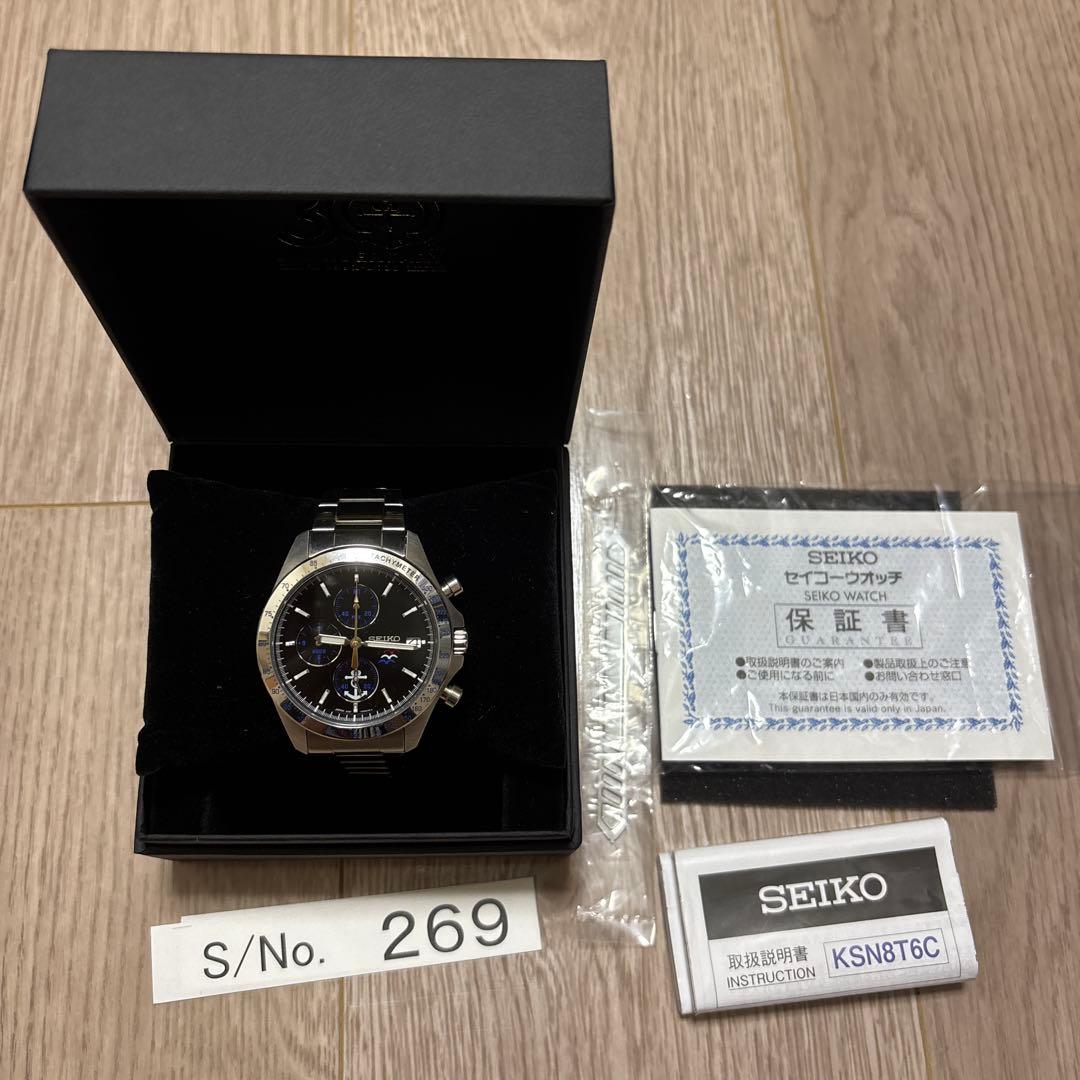 30
TACHYMETER
SEIKO
S/No. 269
SEIKO
セイコーウオッチ
SEIKO WATCH
保証書
GUARANTEE
●取扱説明書のご案内 ●製品取扱上のご注意
●ご使用になる前に ●お問い合わせ窓口
本保証書は日本国内のみ有効です。
This guarantee is valid only in Japan.
SEIKO
取扱説明書
INSTRUCTION
KSN8T6C